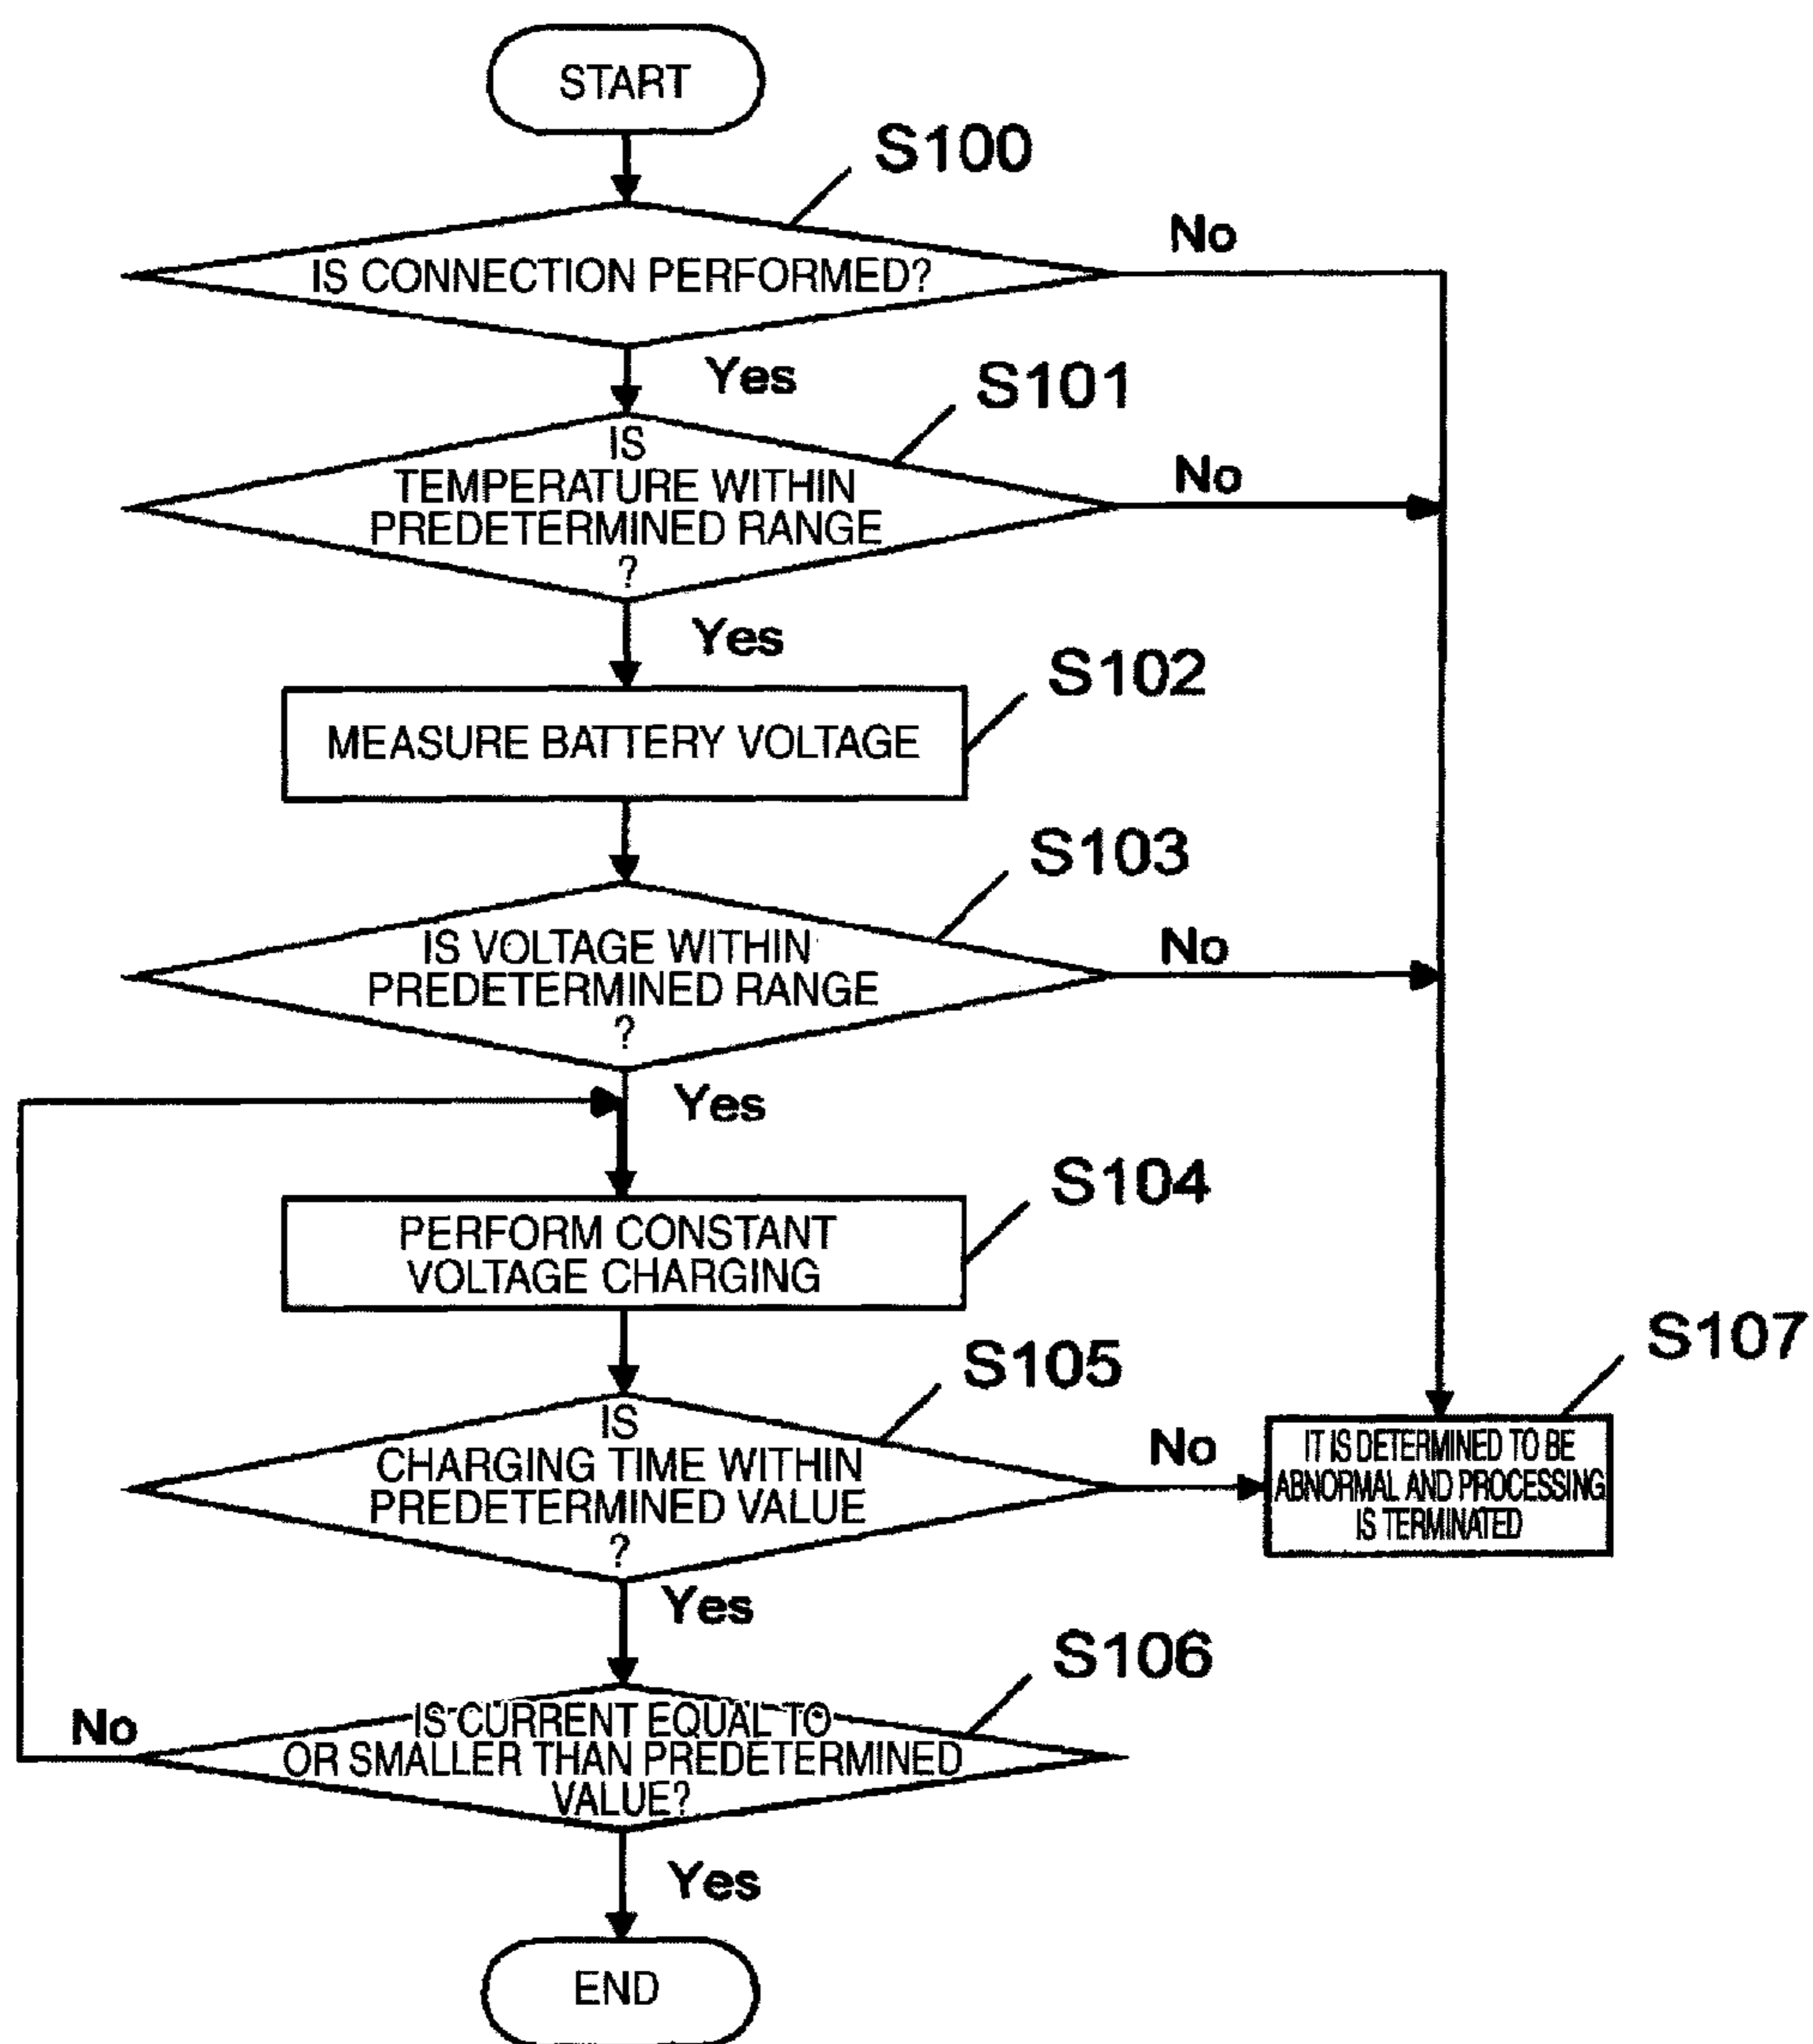 START
S100
No
IS CONNECTION PERFORMED?
Yes
S101
IS
TEMPERATURE WITHIN
PREDETERMINED RANGE
?
No
Yes
S102
MEASURE BATTERY VOLTAGE
S103
IS VOLTAGE WITHIN
PREDETERMINED RANGE
?
No
Yes
S104
PERFORM CONSTANT
VOLTAGE CHARGING
S105
IS
CHARGING TIME WITHIN
PREDETERMINED VALUE
?
No
S107
IT IS DETERMINED TO BE
ABNORMAL AND PROCESSING
IS TERMINATED
Yes
S106
No
IS CURRENT EQUAL TO
OR SMALLER THAN PREDETERMINED
VALUE?
Yes
END